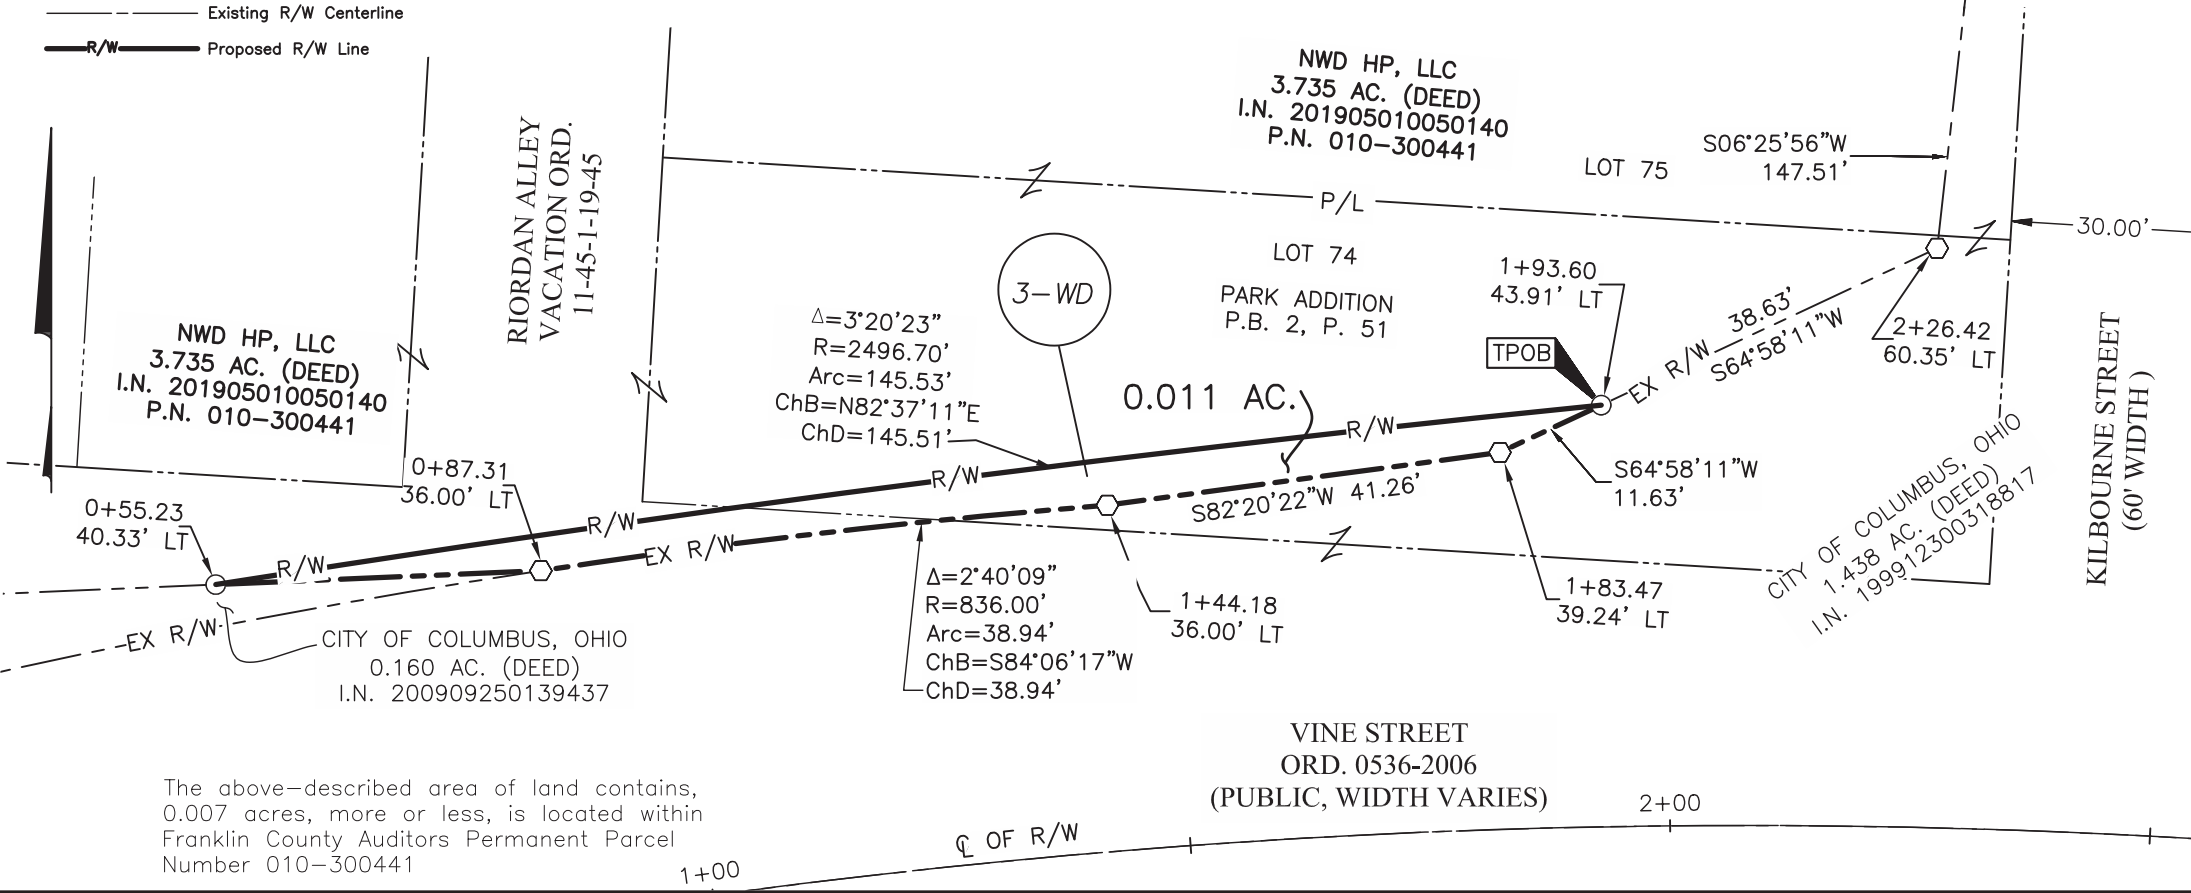 Existing R/W Centerline
R/W
Proposed R/W Line
NWD HP, LLC
3.735 AC. (DEED)
I.N. 201905010050140
P.N. 010-300441
S06°25'56"W
147.51'
LOT 75
RIORDAN ALLEY
VACATION ORD.
11-45-1-19-45
P/L
30.00'
LOT 74
PARK ADDITION
P.B. 2, P. 51
3-WD
1+93.60
43.91' LT
TPOB
38.63'
EX R/W
S64°58'11"W
2+26.42
60.35' LT
KILBOURNE STREET
(60' WIDTH)
NWD HP, LLC
3.735 AC. (DEED)
I.N. 201905010050140
P.N. 010-300441
Δ=3°20'23"
R=2496.70'
Arc=145.53'
ChB=N82°37'11"E
ChD=145.51'
0.011 AC.
R/W
R/W
R/W
R/W
0+87.31
36.00' LT
0+55.23
40.33' LT
S64°58'11"W
11.63'
S82°20'22"W 41.26'
EX R/W
EX R/W
CITY OF COLUMBUS, OHIO
1.438 AC. (DEED)
I.N. 199912300318817
Δ=2°40'09"
R=836.00'
Arc=38.94'
ChB=S84°06'17"W
ChD=38.94'
1+44.18
36.00' LT
1+83.47
39.24' LT
CITY OF COLUMBUS, OHIO
0.160 AC. (DEED)
I.N. 200909250139437
VINE STREET
ORD. 0536-2006
(PUBLIC, WIDTH VARIES)
The above-described area of land contains,
0.007 acres, more or less, is located within
Franklin County Auditors Permanent Parcel
Number 010-300441
1+00
℄ OF R/W
2+00